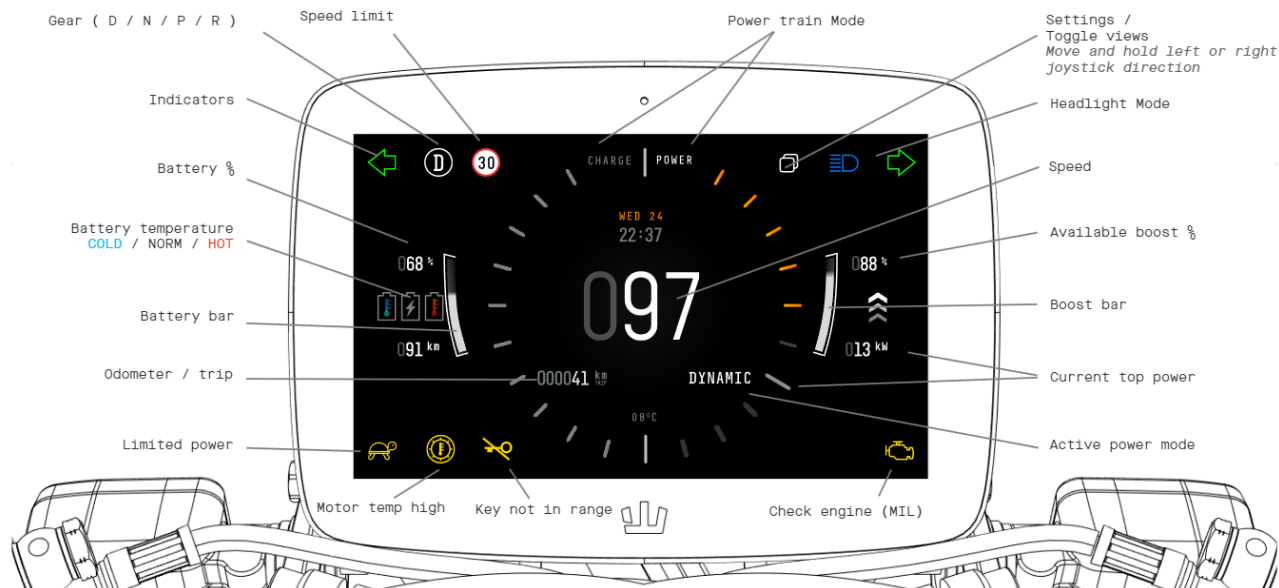 Gear ( D / N / P / R )
Speed limit
Power train Mode
Settings /
Toggle views
Move and hold left or right
joystick direction
Indicators
Headlight Mode
D
30
CHARGE
POWER
Battery %
Speed
WED 24
22:37
Battery temperature
COLD / NORM / HOT
Available boost %
068 %
088 %
097
Battery bar
Boost bar
091 km
013 kW
Odometer / trip
000041 km
TRIP
DYNAMIC
Current top power
08°C
Limited power
Active power mode
Motor temp high
Key not in range
Check engine (MIL)